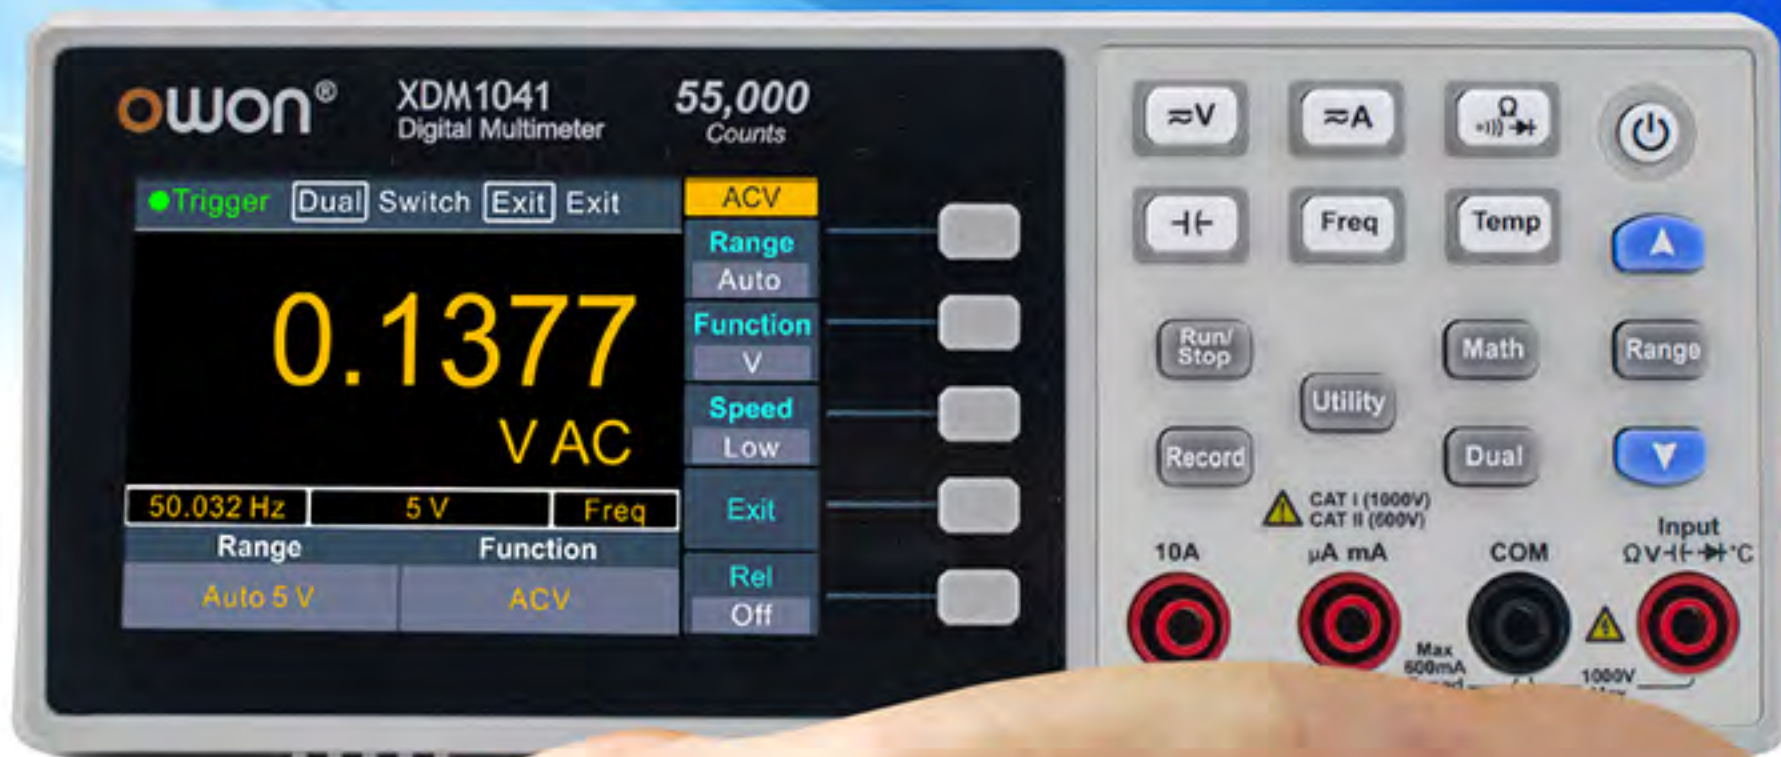 owon®
XDM1041
Digital Multimeter
55,000
Counts
Trigger Dual Switch Exit Exit
0.1377
V AC
50.032 Hz 5 V Freq
Range Function
Auto 5 V ACV
ACV
Range
Auto
Function
V
Speed
Low
Exit
Rel
Off
≂V ≂A Ω
Freq Temp
Run/
Stop
Math Range
Utility
Record Dual
CAT I (1000V)
CAT II (600V)
10A μA mA COM Input
Ω V °C
Max
600mA
1000V